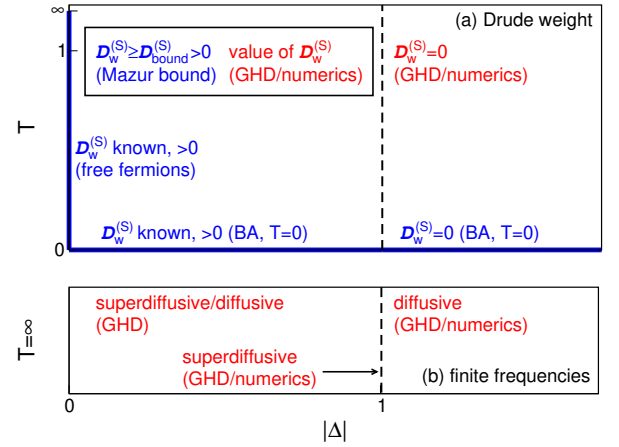 ∞
(a) Drude weight
1
D_w^(S) ≥ D_bound^(S) >0
(Mazur bound)
value of D_w^(S)
(GHD/numerics)
D_w^(S)=0
(GHD/numerics)
T
D_w^(S) known, >0
(free fermions)
D_w^(S) known, >0 (BA, T=0)
D_w^(S)=0 (BA, T=0)
0
superdiffusive/diffusive
(GHD)
diffusive
(GHD/numerics)
T=∞
superdiffusive
(GHD/numerics)
(b) finite frequencies
0
1
|Δ|